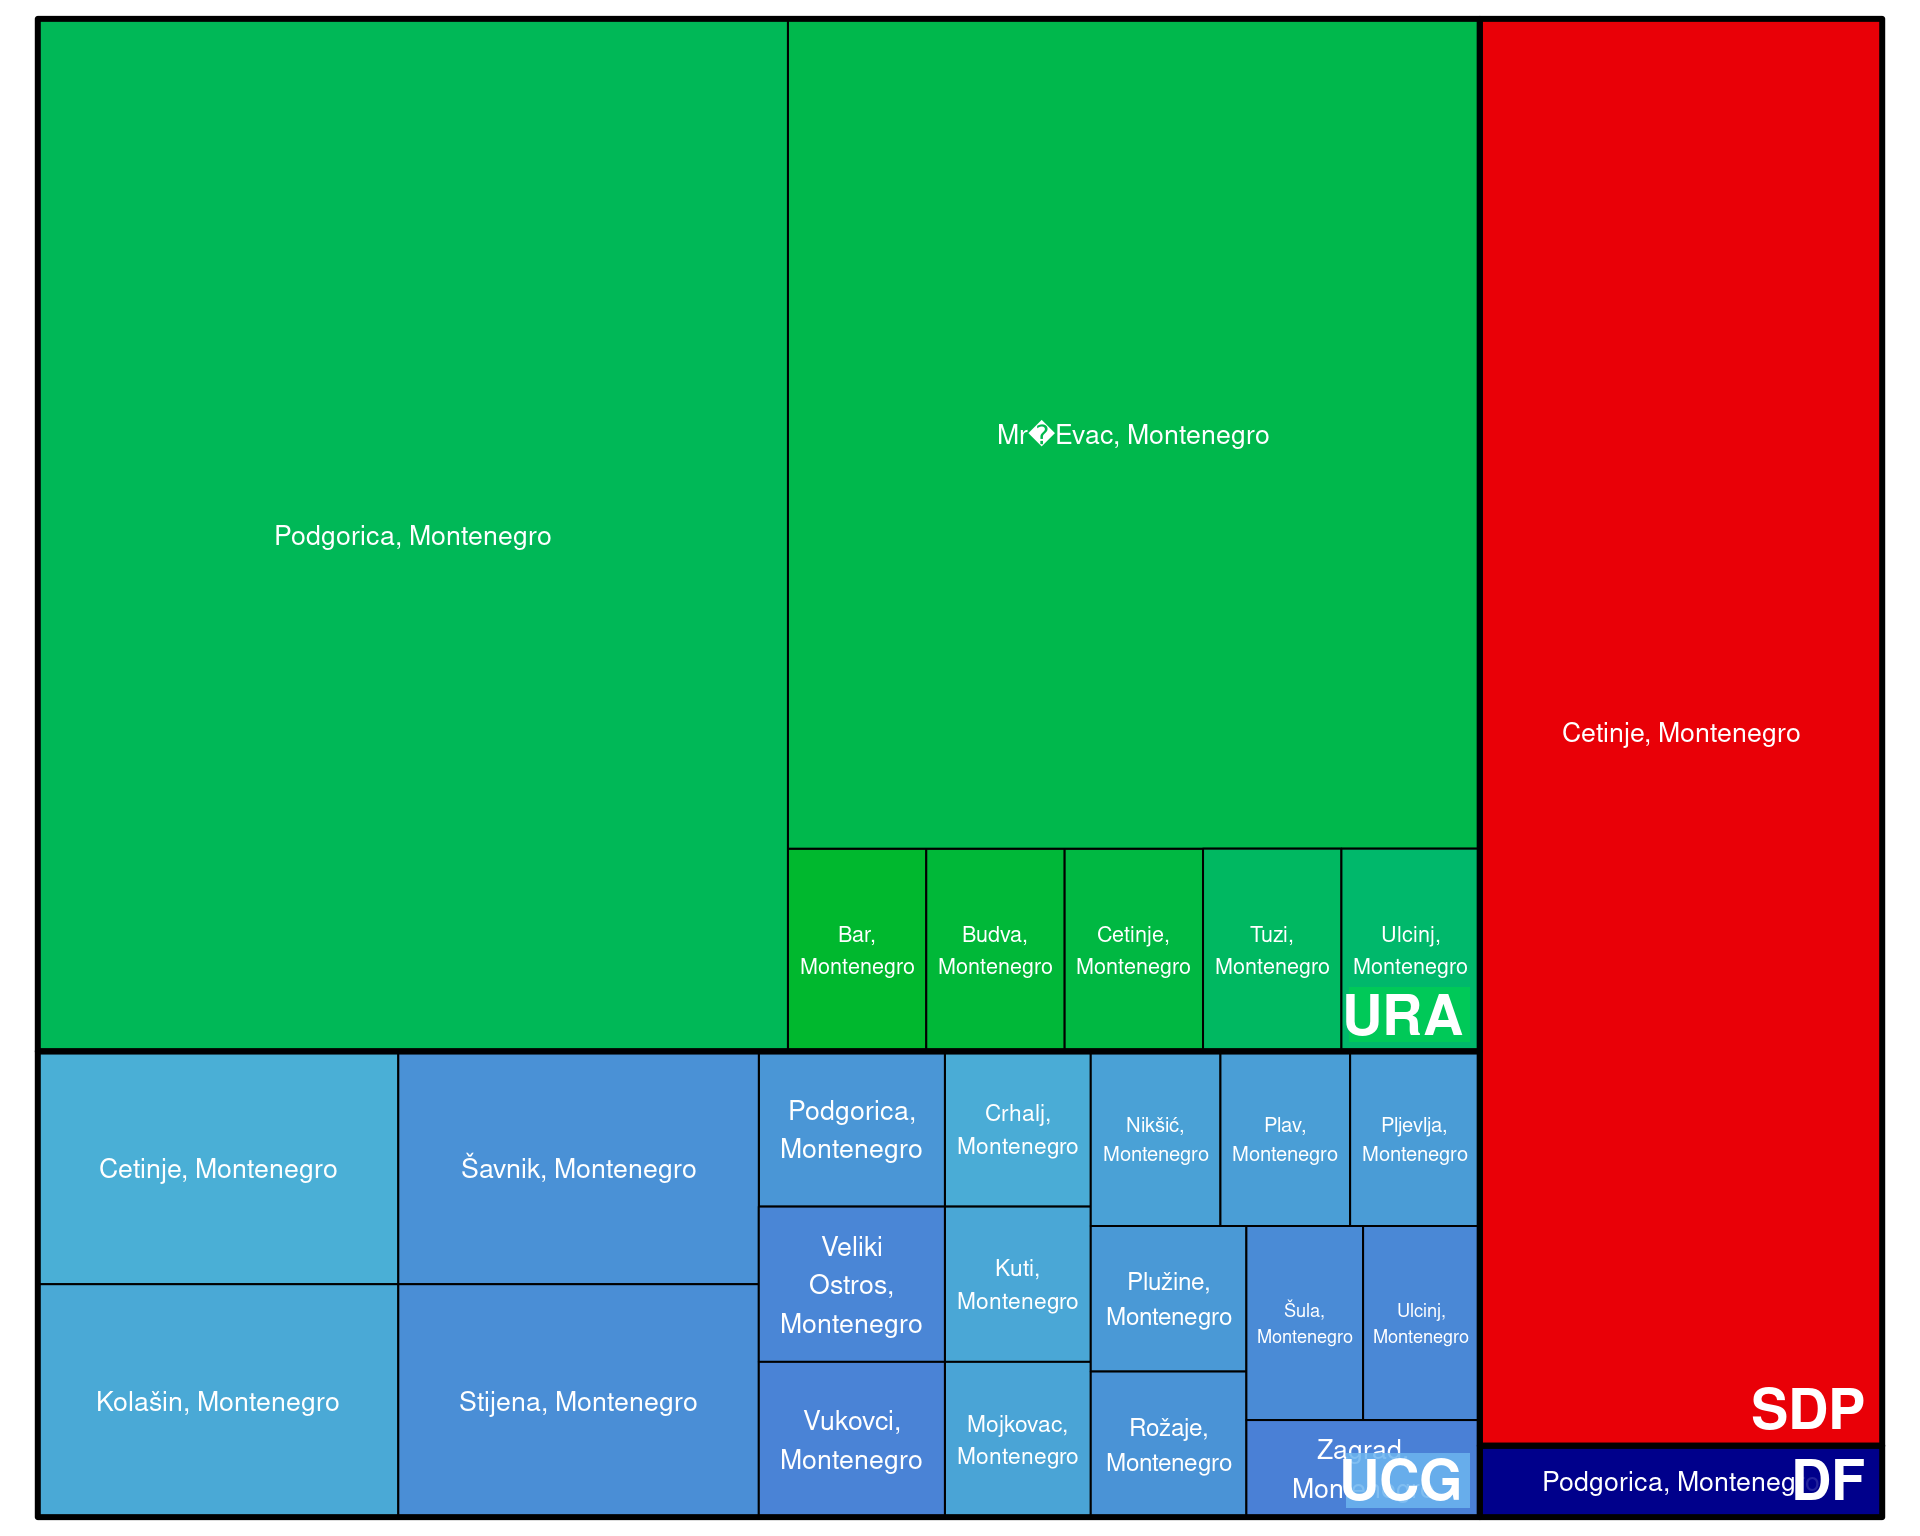 Podgorica, Montenegro
Mr�Evac, Montenegro
Bar,
Montenegro
Budva,
Montenegro
Cetinje,
Montenegro
Tuzi,
Montenegro
Ulcinj,
Montenegro
URA
Cetinje, Montenegro
Šavnik, Montenegro
Kolašin, Montenegro
Stijena, Montenegro
Podgorica,
Montenegro
Veliki
Ostros,
Montenegro
Vukovci,
Montenegro
Crhalj,
Montenegro
Kuti,
Montenegro
Mojkovac,
Montenegro
Nikšić,
Montenegro
Plav,
Montenegro
Pljevlja,
Montenegro
Plužine,
Montenegro
Rožaje,
Montenegro
Šula,
Montenegro
Ulcinj,
Montenegro
Zagrad,
Montenegro
UCG
Cetinje, Montenegro
SDP
Podgorica, Montenegro
DF